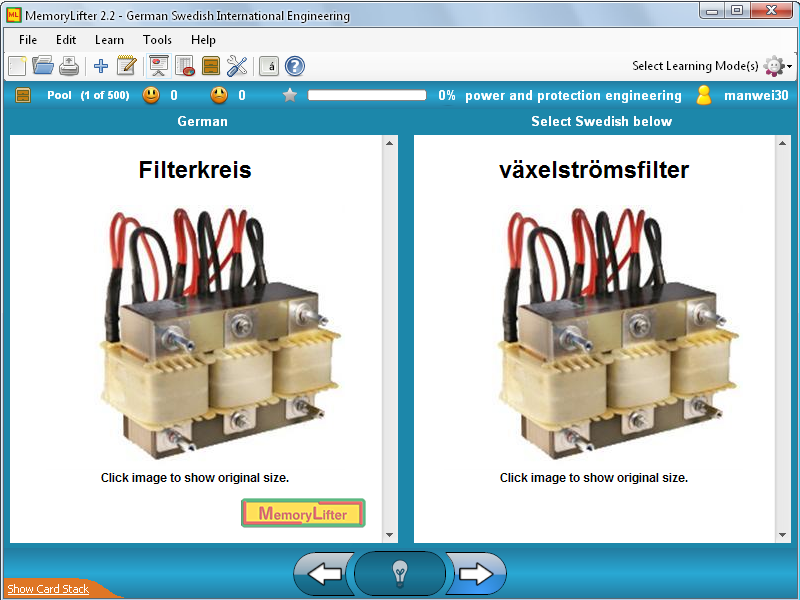 MemoryLifter 2.2 - German Swedish International Engineering
File Edit Learn Tools Help
á ? Select Learning Mode(s)
Pool (1 of 500) 0 0 0% power and protection engineering manwei30
German Select Swedish below
Filterkreis
växelströmsfilter
Click image to show original size.
Click image to show original size.
MemoryLifter
Show Card Stack